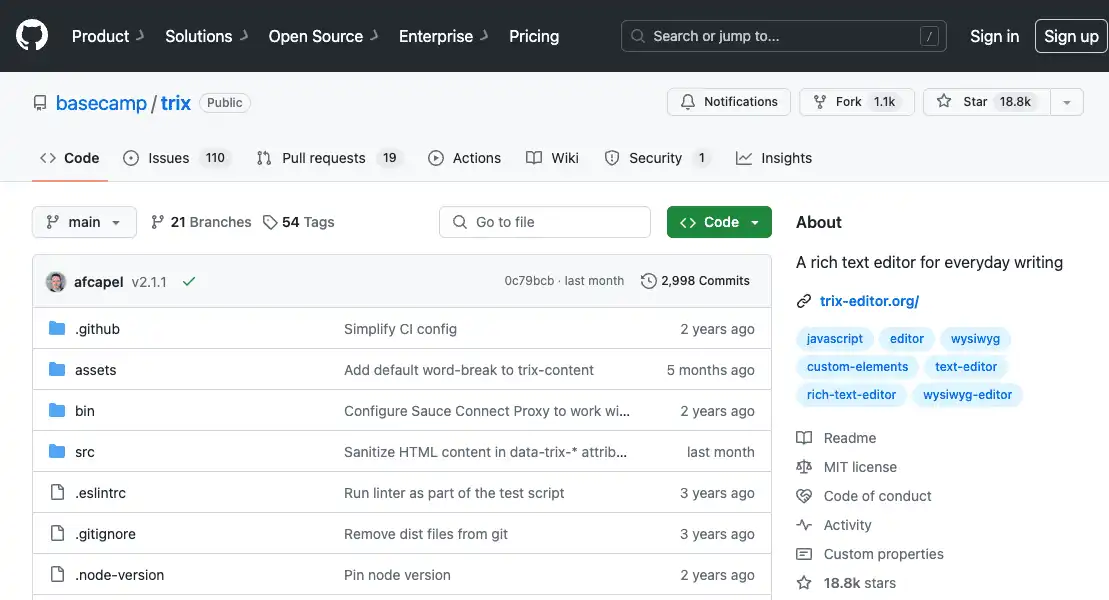 Product Solutions Open Source Enterprise Pricing Search or jump to... / Sign in Sign up
basecamp / trix Public Notifications Fork 1.1k Star 18.8k
Code Issues 110 Pull requests 19 Actions Wiki Security 1 Insights
main 21 Branches 54 Tags Go to file Code
afcapel v2.1.1 0c79bcb · last month 2,998 Commits
.github Simplify CI config 2 years ago
assets Add default word-break to trix-content 5 months ago
bin Configure Sauce Connect Proxy to work wi... 2 years ago
src Sanitize HTML content in data-trix-* attrib... last month
.eslintrc Run linter as part of the test script 3 years ago
.gitignore Remove dist files from git 3 years ago
.node-version Pin node version 2 years ago
About
A rich text editor for everyday writing
trix-editor.org/
javascript editor wysiwyg
custom-elements text-editor
rich-text-editor wysiwyg-editor
Readme
MIT license
Code of conduct
Activity
Custom properties
18.8k stars